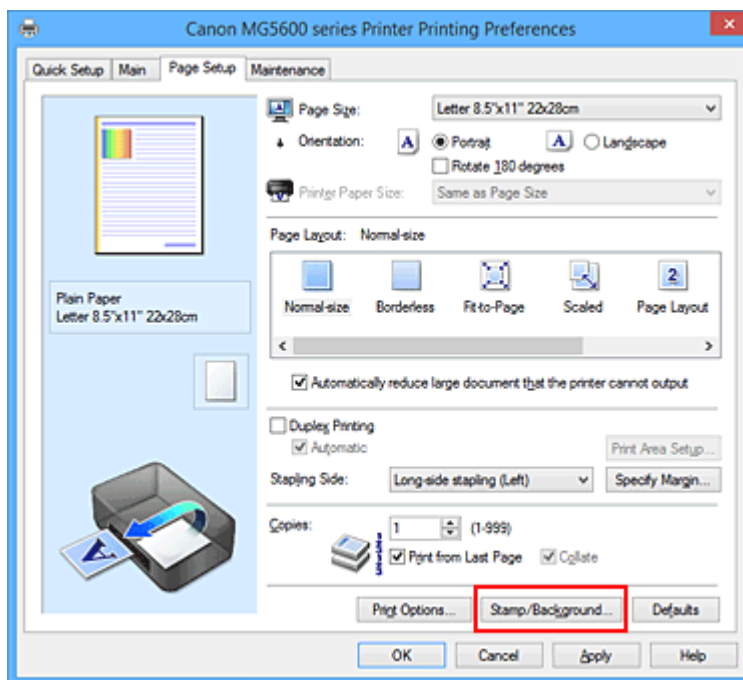 Canon MG5600 series Printer Printing Preferences
Quick Setup Main Page Setup Maintenance
Page Size: Letter 8.5"x11" 22x28cm
Orientation: A Portrait A Landscape
Rotate 180 degrees
Printer Paper Size: Same as Page Size
Page Layout: Normal-size
2
Normal-size Borderless Fit-to-Page Scaled Page Layout
Plain Paper
Letter 8.5"x11" 22x28cm
Automatically reduce large document that the printer cannot output
Duplex Printing
Automatic Print Area Setup...
Stapling Side: Long-side stapling (Left) Specify Margin...
Copies: 1 (1-999)
Print from Last Page Collate
A
Print Options... Stamp/Background... Defaults
OK Cancel Apply Help